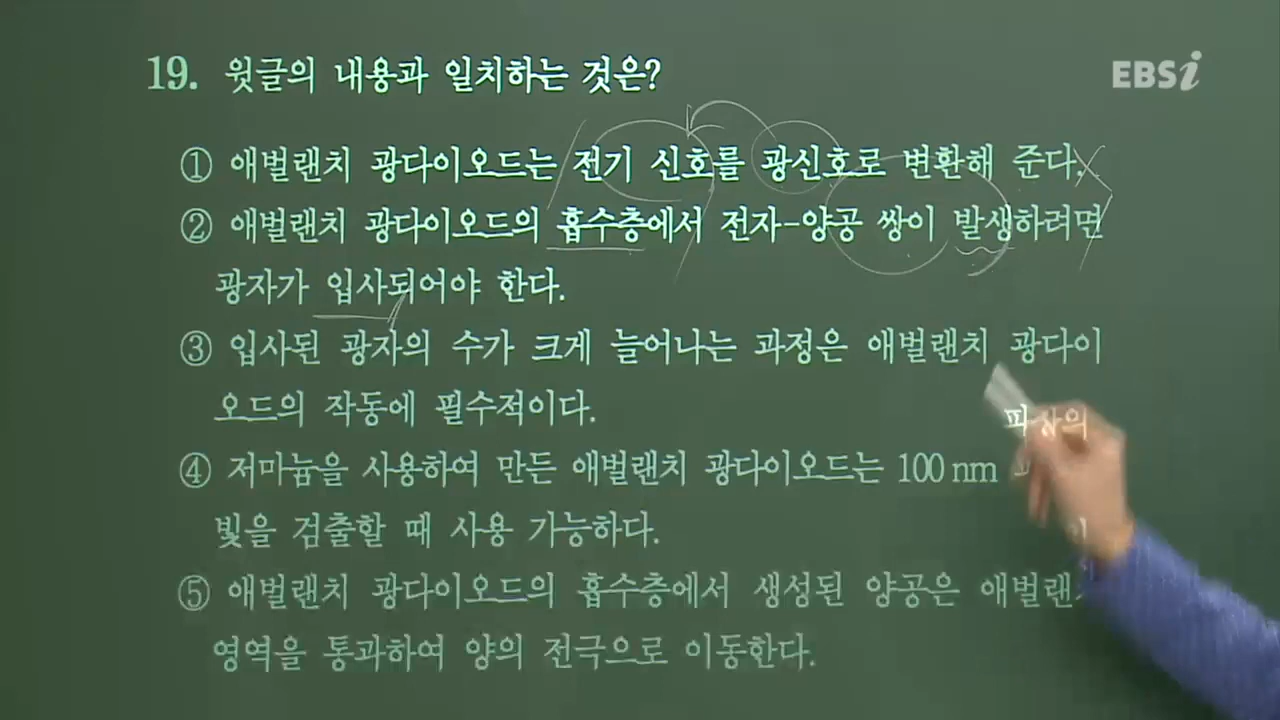 EBSi
19. 윗글의 내용과 일치하는 것은?
① 애벌랜치 광다이오드는 전기 신호를 광신호로 변환해 준다.
② 애벌랜치 광다이오드의 흡수층에서 전자-양공 쌍이 발생하려면
광자가 입사되어야 한다.
③ 입사된 광자의 수가 크게 늘어나는 과정은 애벌랜치 광다이
오드의 작동에 필수적이다.
④ 저마늄을 사용하여 만든 애벌랜치 광다이오드는 100 nm
빛을 검출할 때 사용 가능하다.
⑤ 애벌랜치 광다이오드의 흡수층에서 생성된 양공은
영역을 통과하여 양의 전극으로 이동한다.